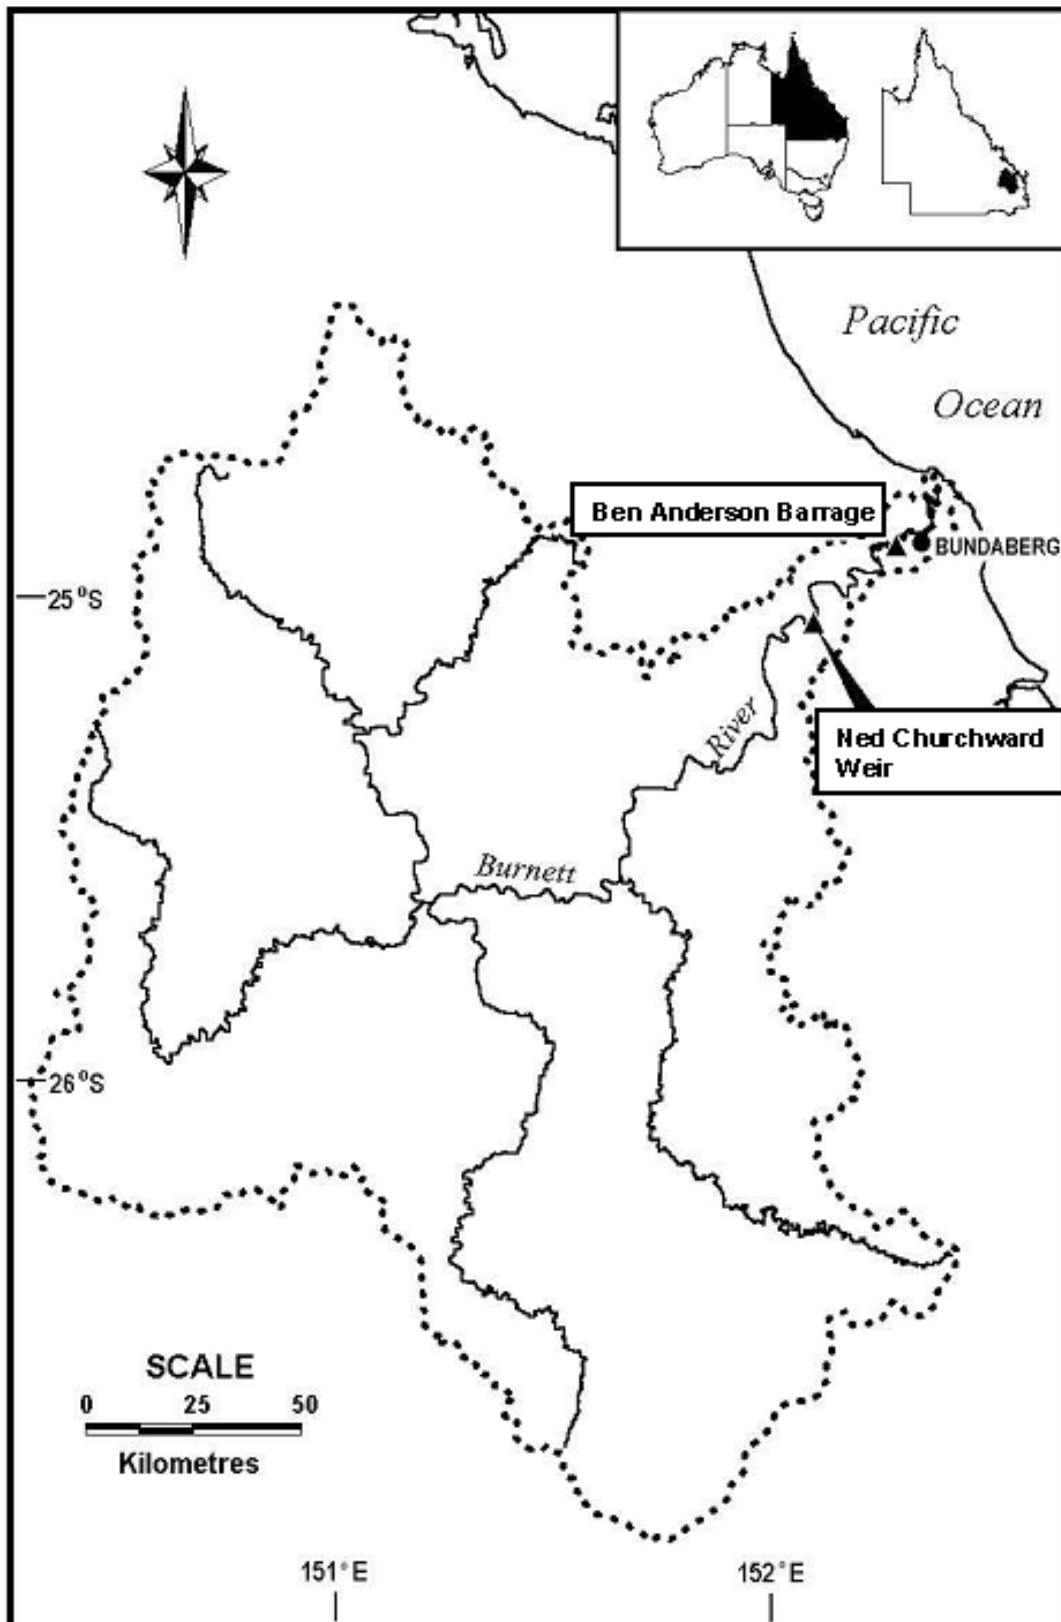 Pacific
Ocean
Ben Anderson Barrage
BUNDABERG
25°S
Ned Churchward
Weir
River
Burnett
26°S
SCALE
0 25 50
Kilometres
151°E 152°E